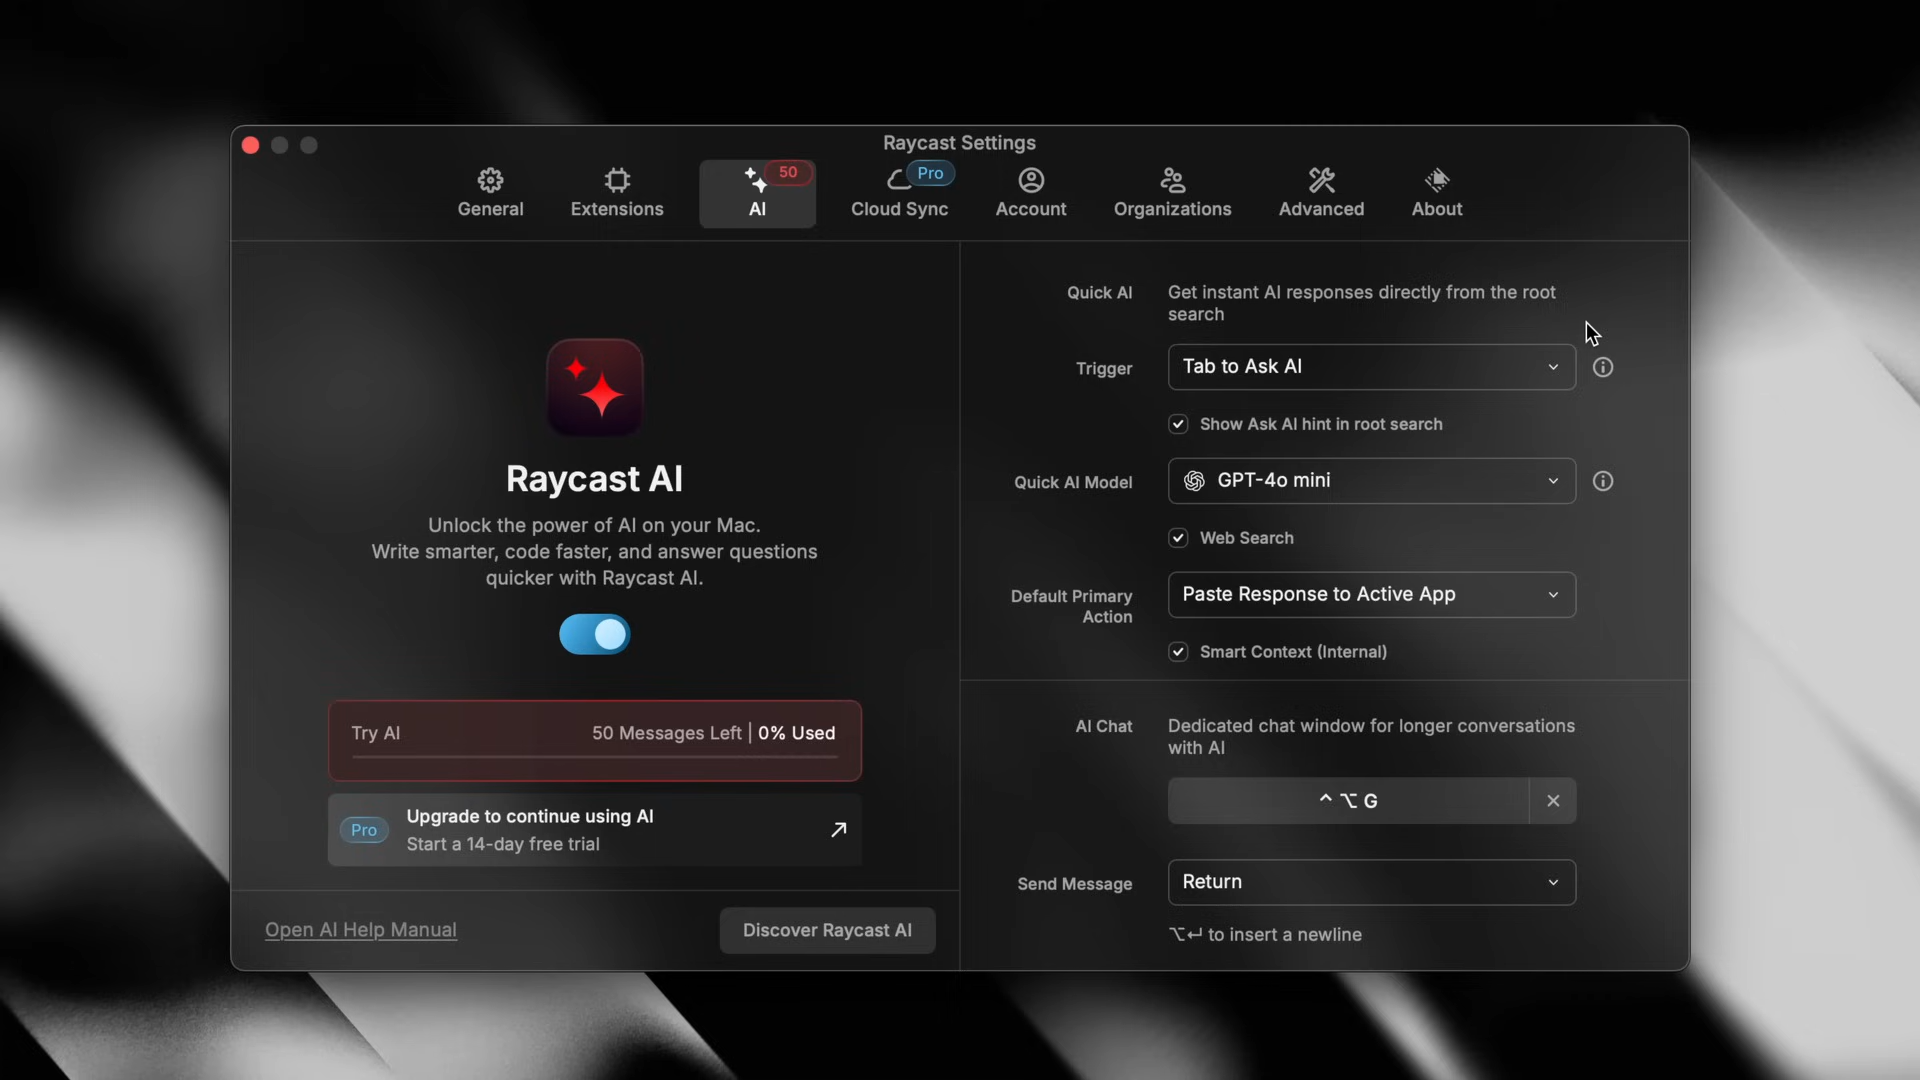 Raycast Settings
General
Extensions
50
AI
Pro
Cloud Sync
Account
Organizations
Advanced
About
Raycast AI
Unlock the power of AI on your Mac.
Write smarter, code faster, and answer questions
quicker with Raycast AI.
Try AI
50 Messages Left | 0% Used
Pro
Upgrade to continue using AI
Start a 14-day free trial
Open AI Help Manual
Discover Raycast AI
Quick AI
Get instant AI responses directly from the root
search
Trigger
Tab to Ask AI
Show Ask AI hint in root search
Quick AI Model
GPT-4o mini
Web Search
Default Primary
Action
Paste Response to Active App
Smart Context (Internal)
AI Chat
Dedicated chat window for longer conversations
with AI
^ ⌥ G
Send Message
Return
⌥↵ to insert a newline